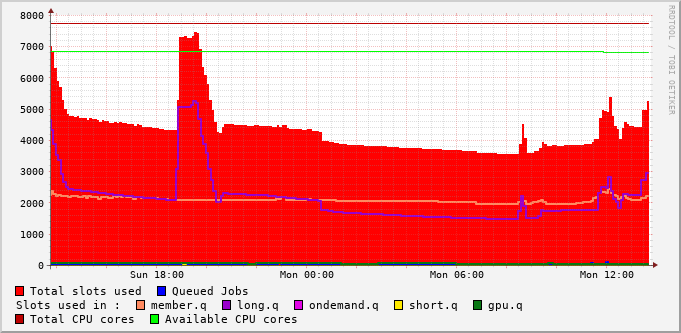 8000
7000
6000
5000
4000
3000
2000
1000
0
Sun 18:00 Mon 00:00 Mon 06:00 Mon 12:00
RRDTOOL / TOBI OETIKER
Total slots used Queued Jobs
Slots used in : member.q long.q ondemand.q short.q gpu.q
Total CPU cores Available CPU cores